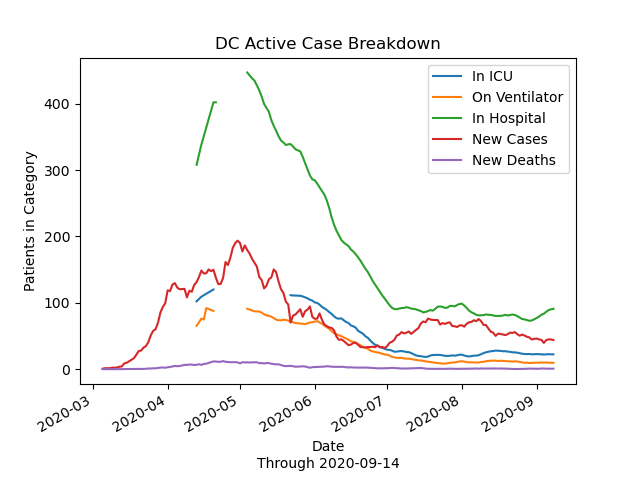 DC Active Case Breakdown
Patients in Category
400
300
200
100
0
In ICU
On Ventilator
In Hospital
New Cases
New Deaths
2020-03
2020-04
2020-05
2020-06
2020-07
2020-08
2020-09
Date
Through 2020-09-14